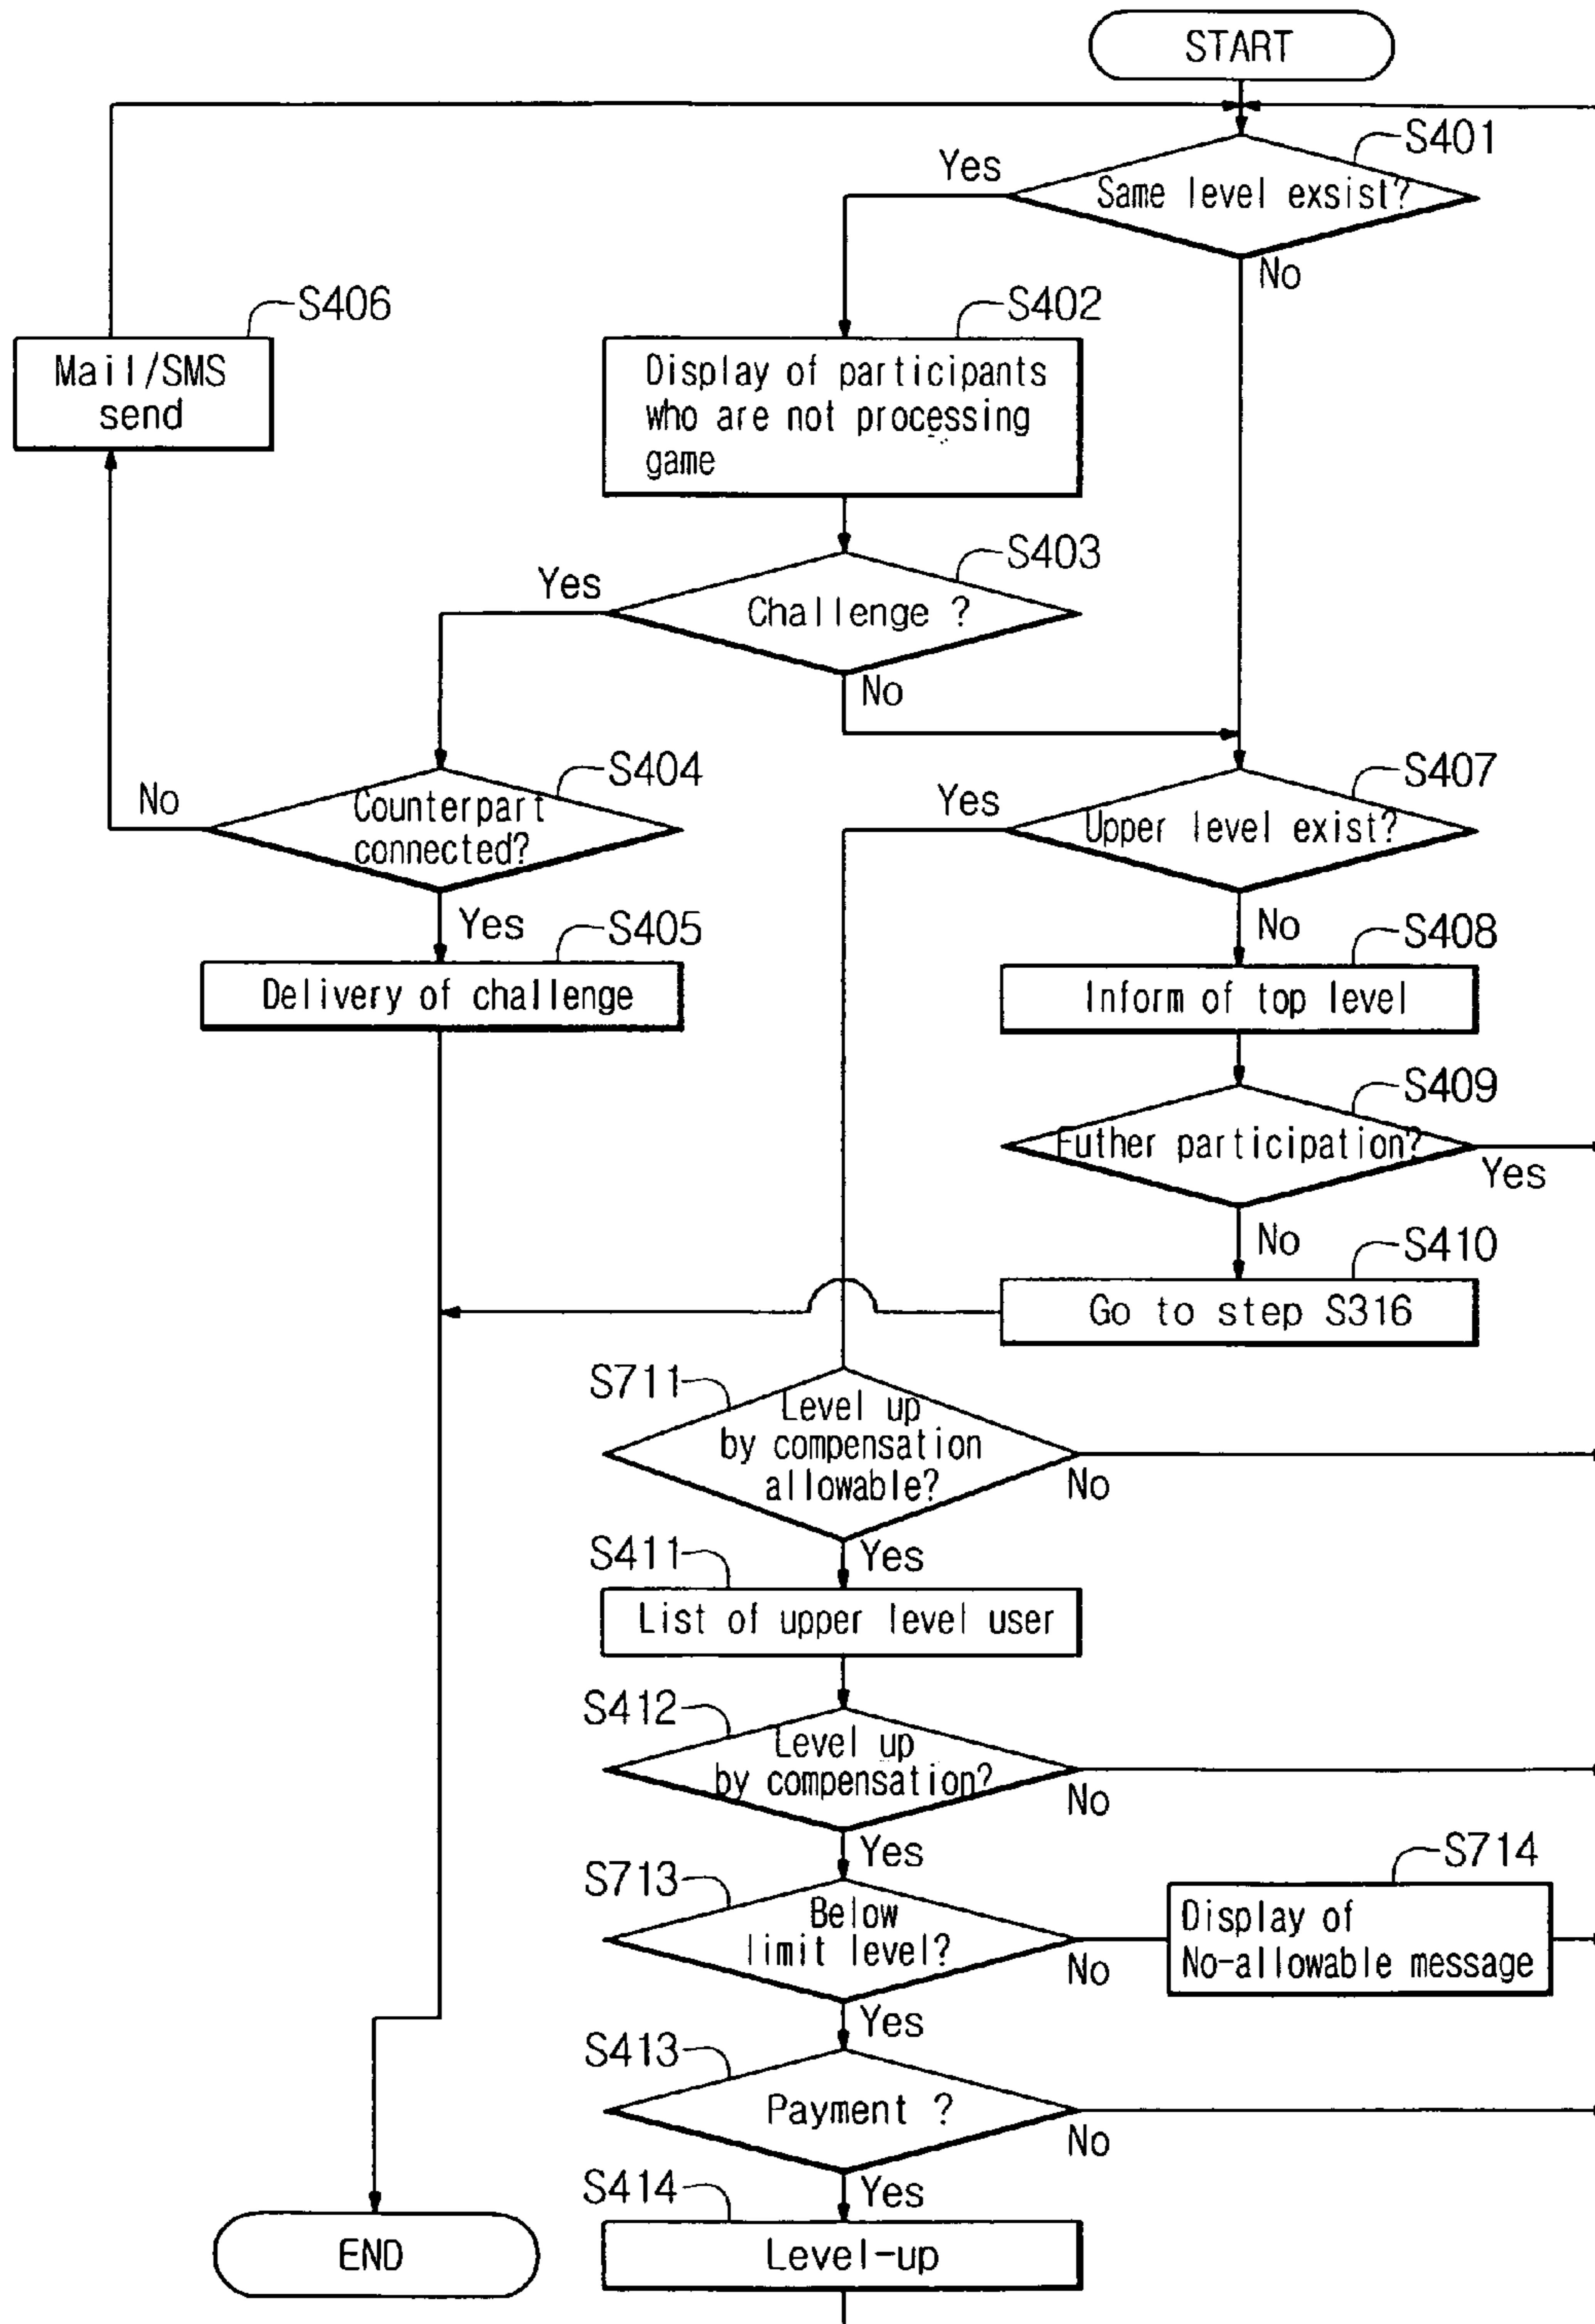 START
S401
Yes
Same level exsist?
No
S406
Mail/SMS
send
S402
Display of participants
who are not processing
game
S403
Yes
Challenge ?
No
S404
No
Counterpart
connected?
Yes
S407
Yes
Upper level exist?
No
S405
Delivery of challenge
S408
Inform of top level
S409
Futher participation?
Yes
No
S410
Go to step S316
S711
Level up
by compensation
allowable?
No
Yes
S411
List of upper level user
S412
Level up
by compensation?
No
Yes
S713
Below
limit level?
No
S714
Display of
No-allowable message
Yes
S413
Payment ?
No
Yes
S414
Level-up
END